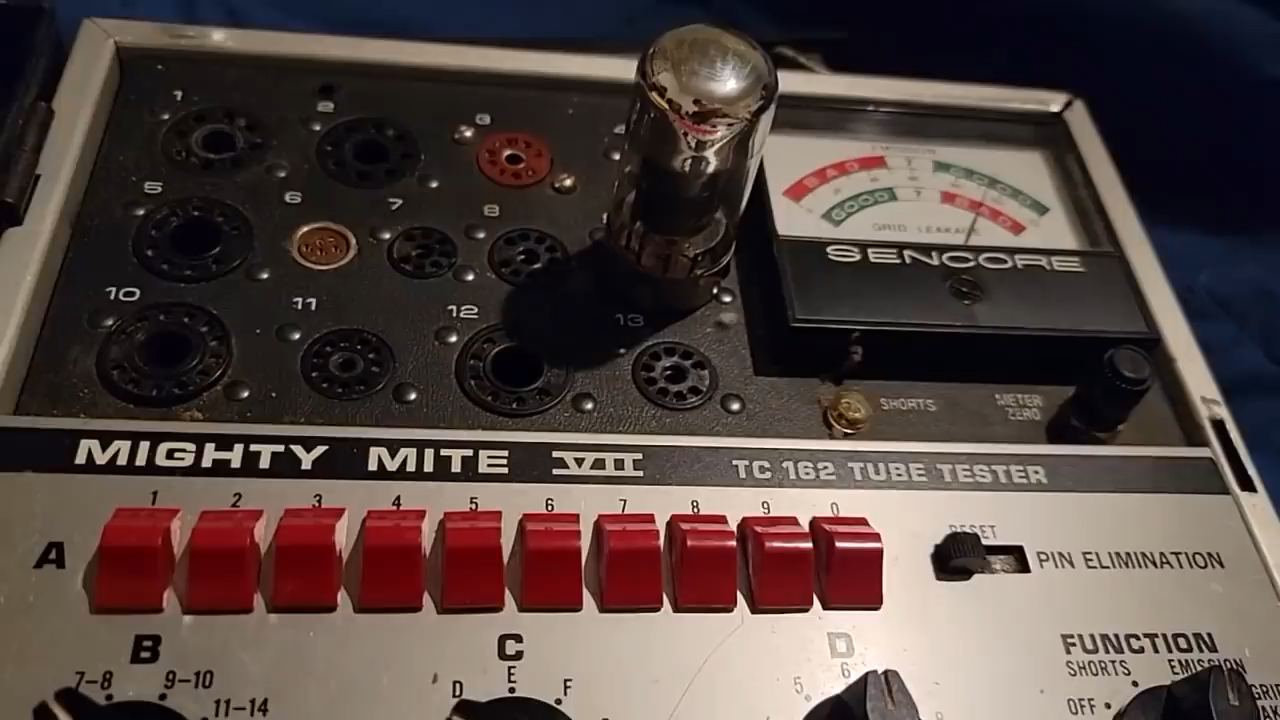 1
2
3
5
6
7
8
10
11
12
13
EMISSION
BAD ? GOOD
GOOD ? BAD
GRID LEAKAGE
SENCORE
SHORTS
METER
ZERO
MIGHTY MITE VII
TC 162 TUBE TESTER
1 2 3 4 5 6 7 8 9 0
A
RESET
PIN ELIMINATION
B
7-8
9-10
11-14
C
D
E
F
D
5
6
FUNCTION
SHORTS
EMISSION
OFF